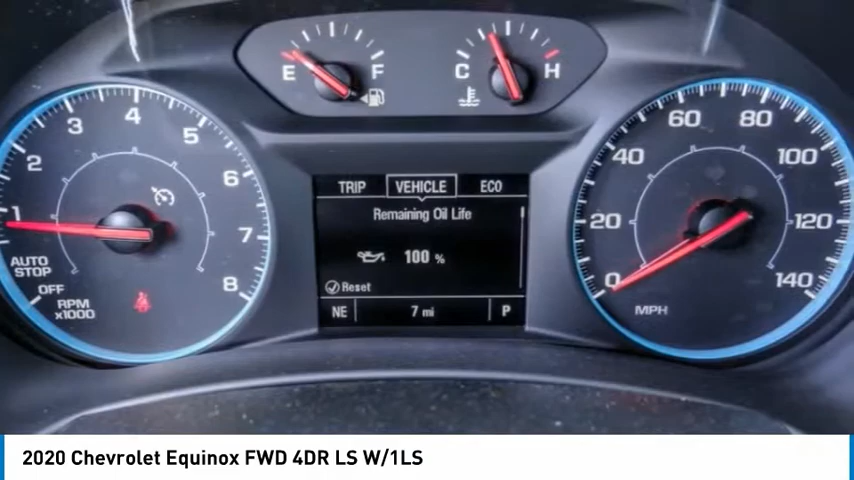 E F
C H
1 2 3 4 5 6 7 8
AUTO
STOP
OFF
RPM
x1000
TRIP VEHICLE ECO
Remaining Oil Life
100 %
Reset
NE 7 mi P
0 20 40 60 80 100 120 140
MPH
2020 Chevrolet Equinox FWD 4DR LS W/1LS